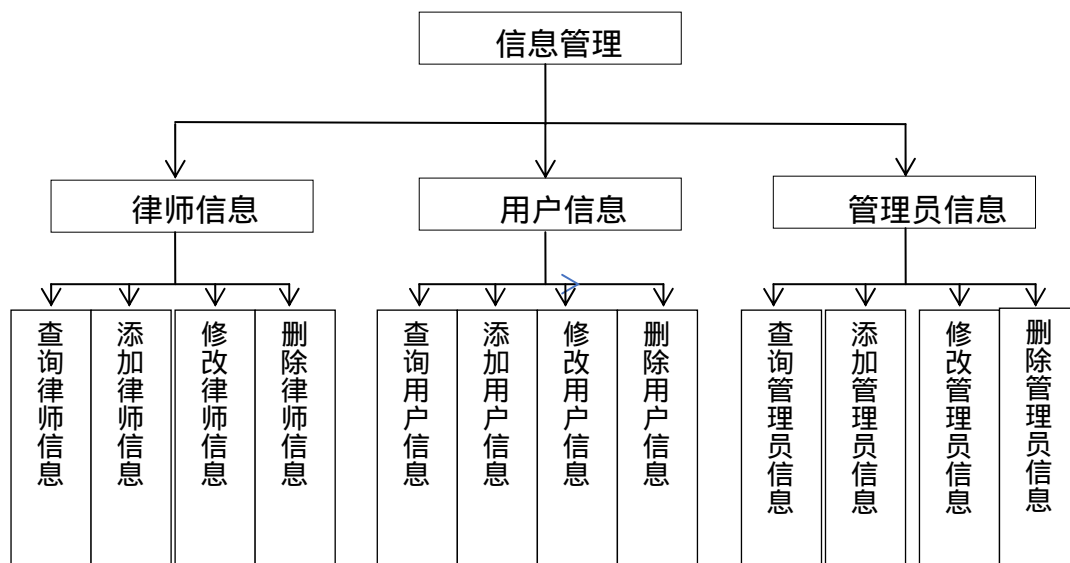 信息管理
律师信息
用户信息
管理员信息
查询律师信息
添加律师信息
修改律师信息
删除律师信息
查询用户信息
添加用户信息
修改用户信息
删除用户信息
查询管理员信息
添加管理员信息
修改管理员信息
删除管理员信息